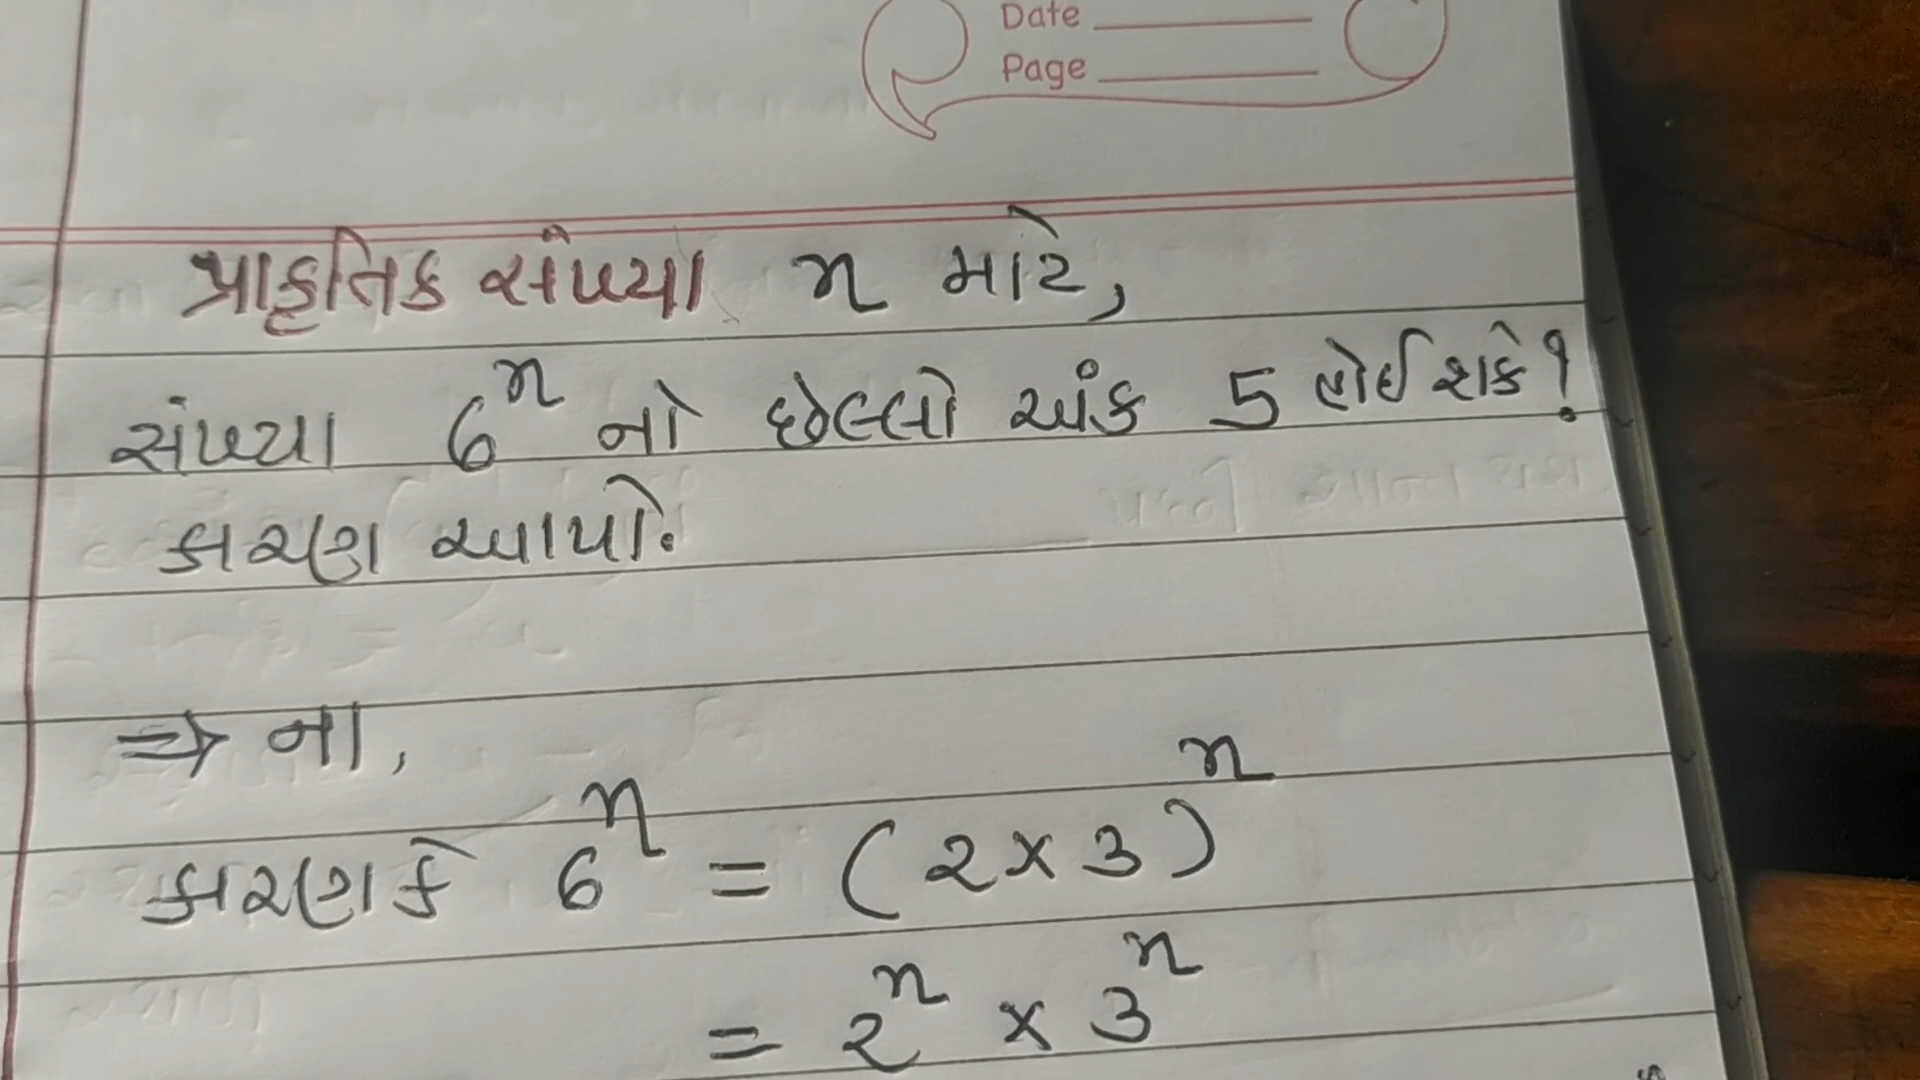 Date
Page
પ્રાકૃતિક સંખ્યા n માટે,
સંખ્યા 6^n નો છેલ્લો અંક 5 હોઈ શકે?
કારણ આપો.
⇒ ના,
કારણ કે 6^n = (2 × 3)^n
= 2^n × 3^n